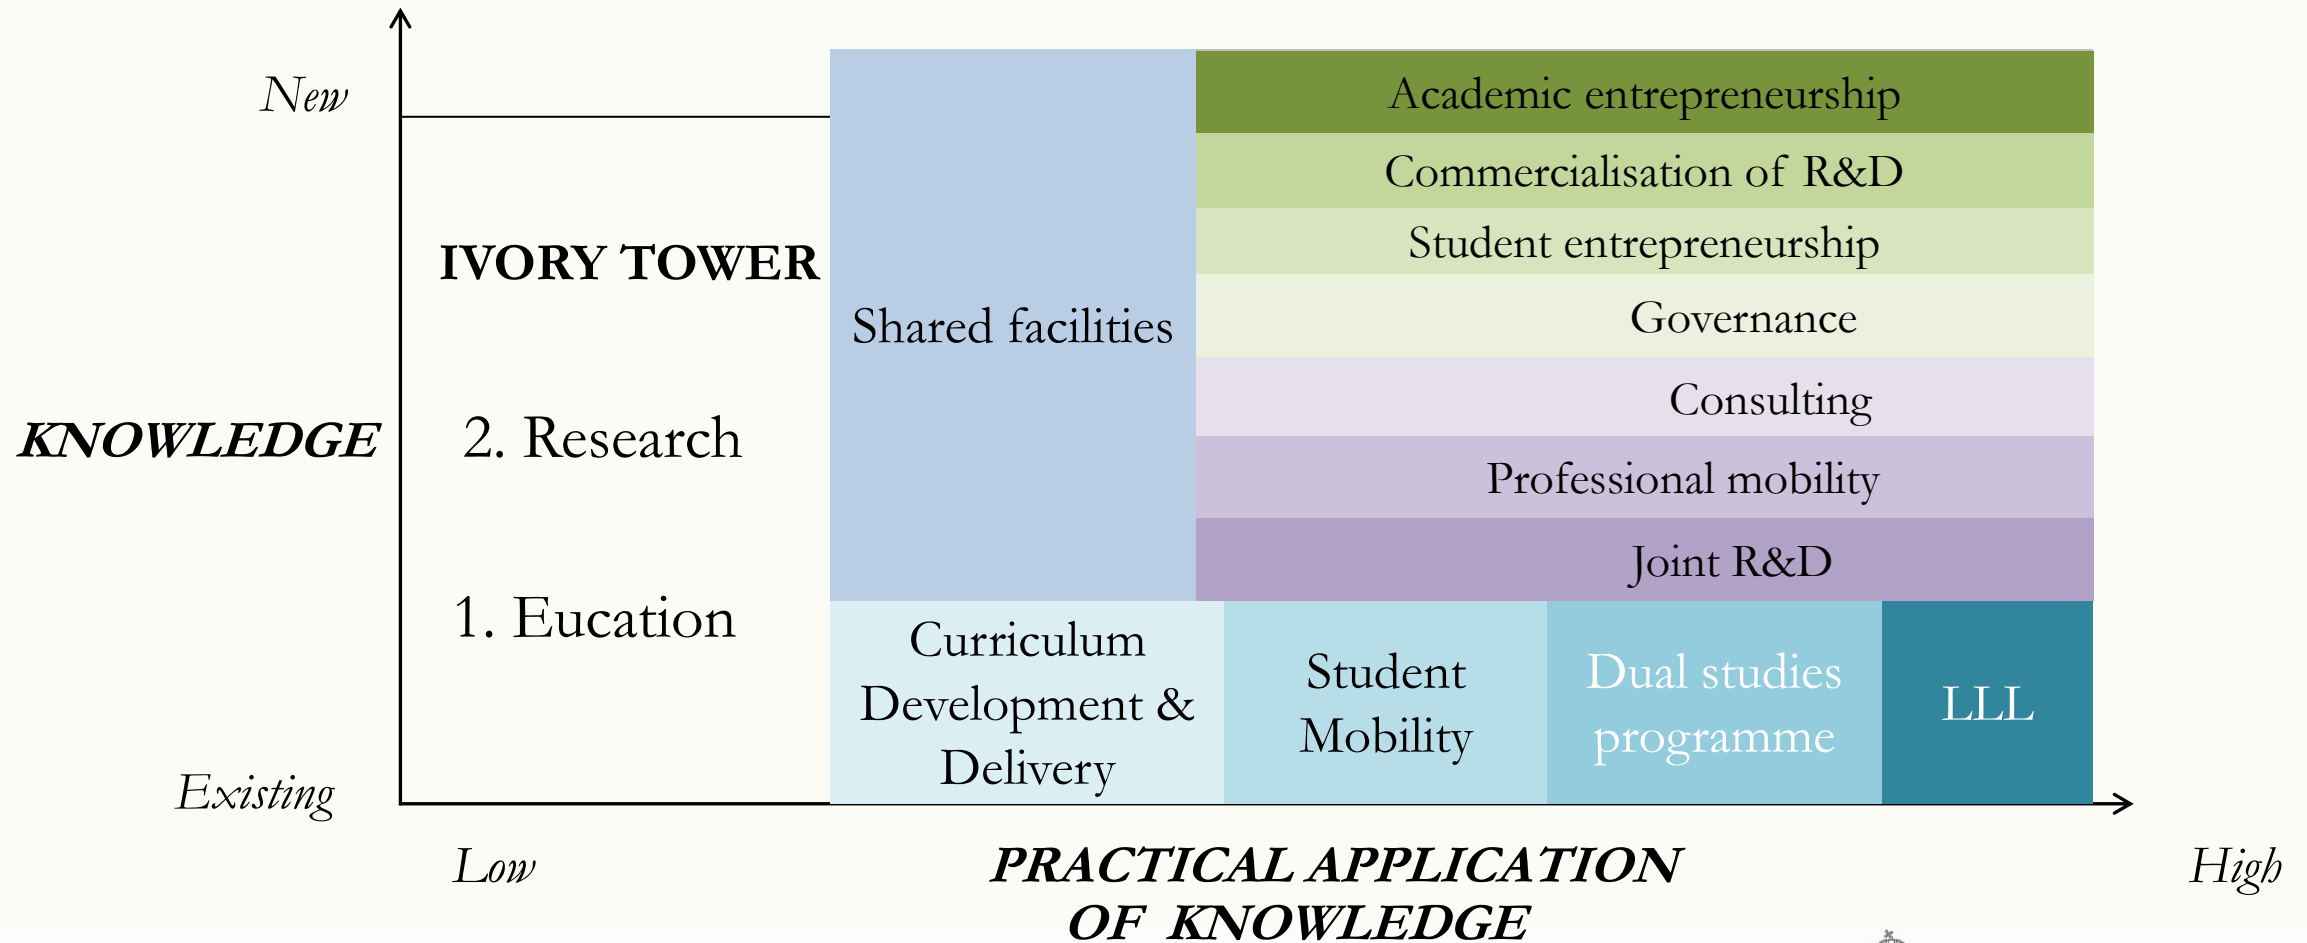 New
Academic entrepreneurship
Commercialisation of R&D
Student entrepreneurship
IVORY TOWER
Governance
Shared facilities
Consulting
KNOWLEDGE
2. Research
Professional mobility
Joint R&D
1. Eucation
Curriculum
Development &
Delivery
Student
Mobility
Dual studies
programme
LLL
Existing
Low
PRACTICAL APPLICATION
OF KNOWLEDGE
High